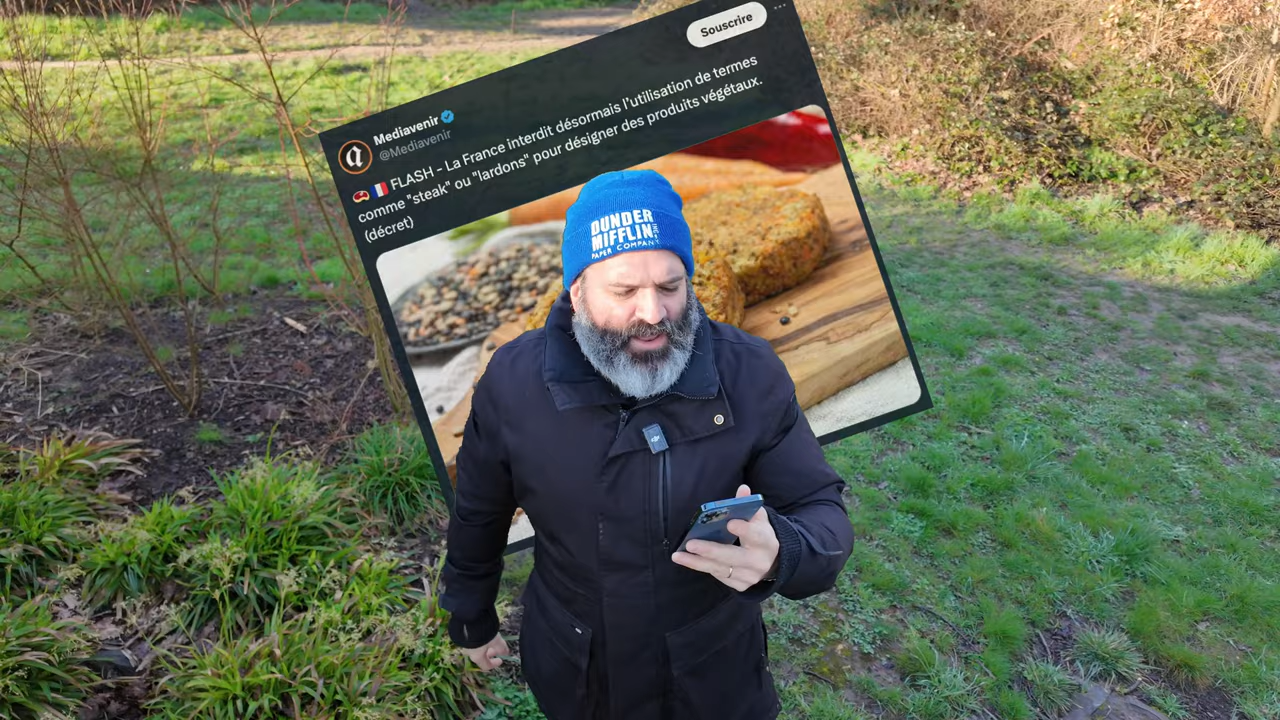 Souscrire
Mediavenir
@Mediavenir
🥩🇫🇷 FLASH - La France interdit désormais l'utilisation de termes
comme "steak" ou "lardons" pour désigner des produits végétaux.
(décret)
DUNDER
MIFFLIN INC
PAPER COMPANY